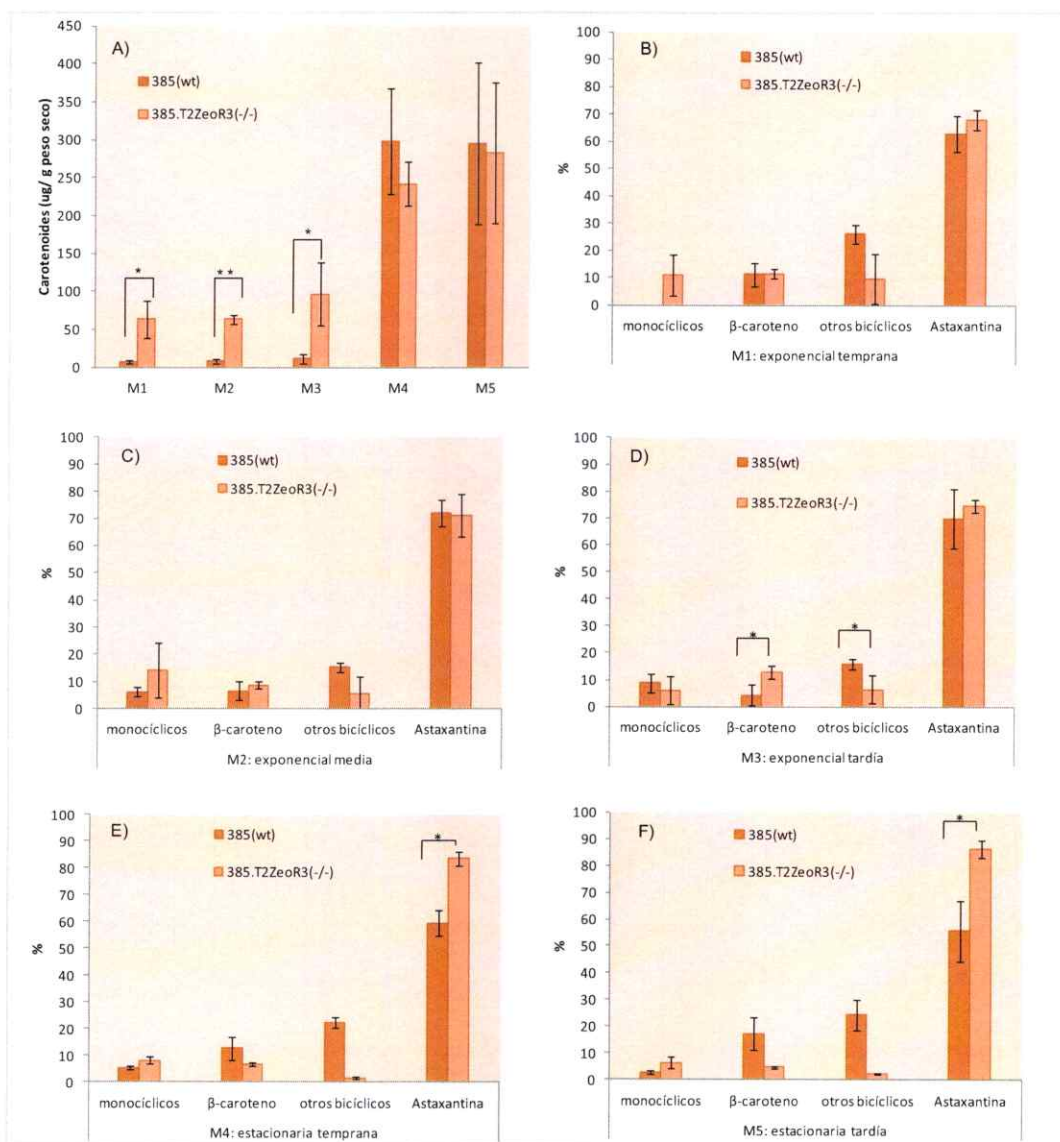 A)
385(wt)
385.T2ZeoR3(-/-)
Carotenoides (ug/ g peso seco)
450
400
350
300
250
200
150
100
50
0
*
**
*
M1 M2 M3 M4 M5
B)
385(wt)
385.T2ZeoR3(-/-)
%
100
90
80
70
60
50
40
30
20
10
0
monocíclicos β-caroteno otros bicíclicos Astaxantina
M1: exponencial temprana
C)
385(wt)
385.T2ZeoR3(-/-)
%
100
90
80
70
60
50
40
30
20
10
0
monocíclicos β-caroteno otros bicíclicos Astaxantina
M2: exponencial media
D)
385(wt)
385.T2ZeoR3(-/-)
%
100
90
80
70
60
50
40
30
20
10
0
*
*
monocíclicos β-caroteno otros bicíclicos Astaxantina
M3: exponencial tardía
E)
385(wt)
385.T2ZeoR3(-/-)
%
100
90
80
70
60
50
40
30
20
10
0
*
monocíclicos β-caroteno otros bicíclicos Astaxantina
M4: estacionaria temprana
F)
385(wt)
385.T2ZeoR3(-/-)
%
100
90
80
70
60
50
40
30
20
10
0
*
monocíclicos β-caroteno otros bicíclicos Astaxantina
M5: estacionaria tardía